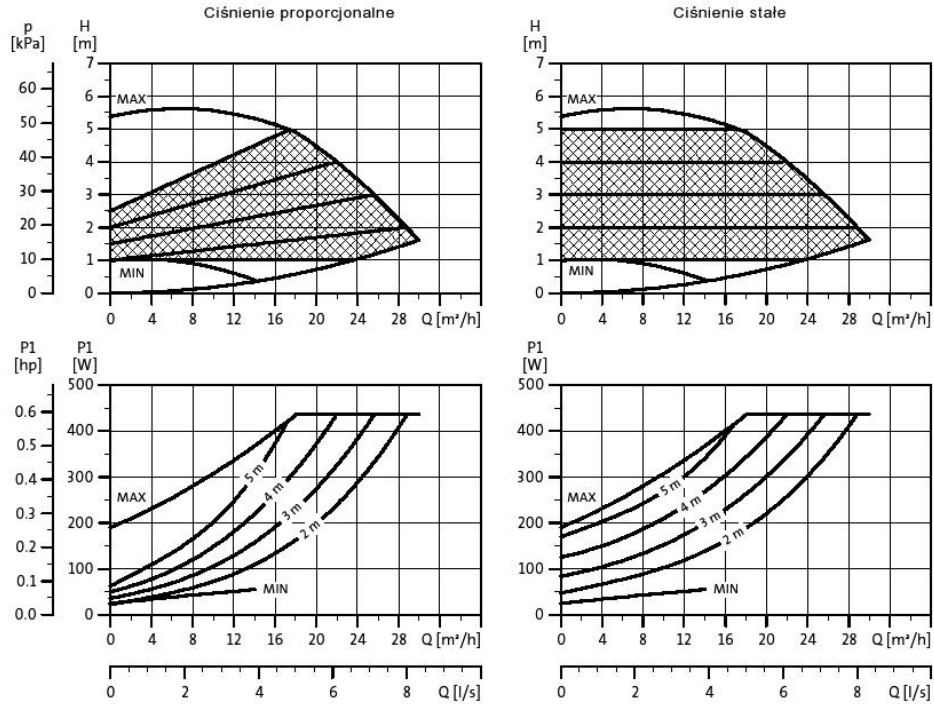 Ciśnienie proporcjonalne
Ciśnienie stałe
p
[kPa]
H
[m]
60
50
40
30
20
10
0
7
6
5
4
3
2
1
0
MAX
MIN
0 4 8 12 16 20 24 28 Q [m³/h]
H
[m]
7
6
5
4
3
2
1
0
MAX
MIN
0 4 8 12 16 20 24 28 Q [m³/h]
P1
[hp]
P1
[W]
0.6
0.5
0.4
0.3
0.2
0.1
0.0
500
400
300
200
100
0
MAX
5 m
4 m
3 m
2 m
MIN
0 4 8 12 16 20 24 28 Q [m³/h]
0 2 4 6 8 Q [l/s]
P1
[W]
500
400
300
200
100
0
MAX
5 m
4 m
3 m
2 m
MIN
0 4 8 12 16 20 24 28 Q [m³/h]
0 2 4 6 8 Q [l/s]